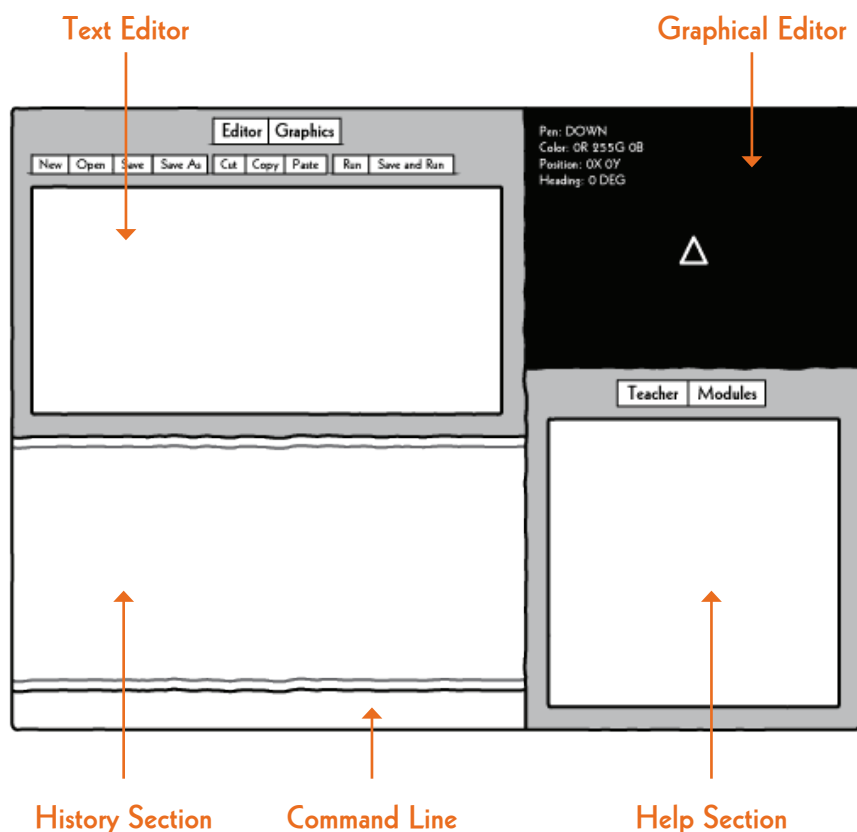 Text Editor
Graphical Editor
Editor Graphics
New Open Save Save As Cut Copy Paste Run Save and Run
Pen: DOWN
Color: 0R 255G 0B
Position: 0X 0Y
Heading: 0 DEG
Teacher Modules
History Section
Command Line
Help Section